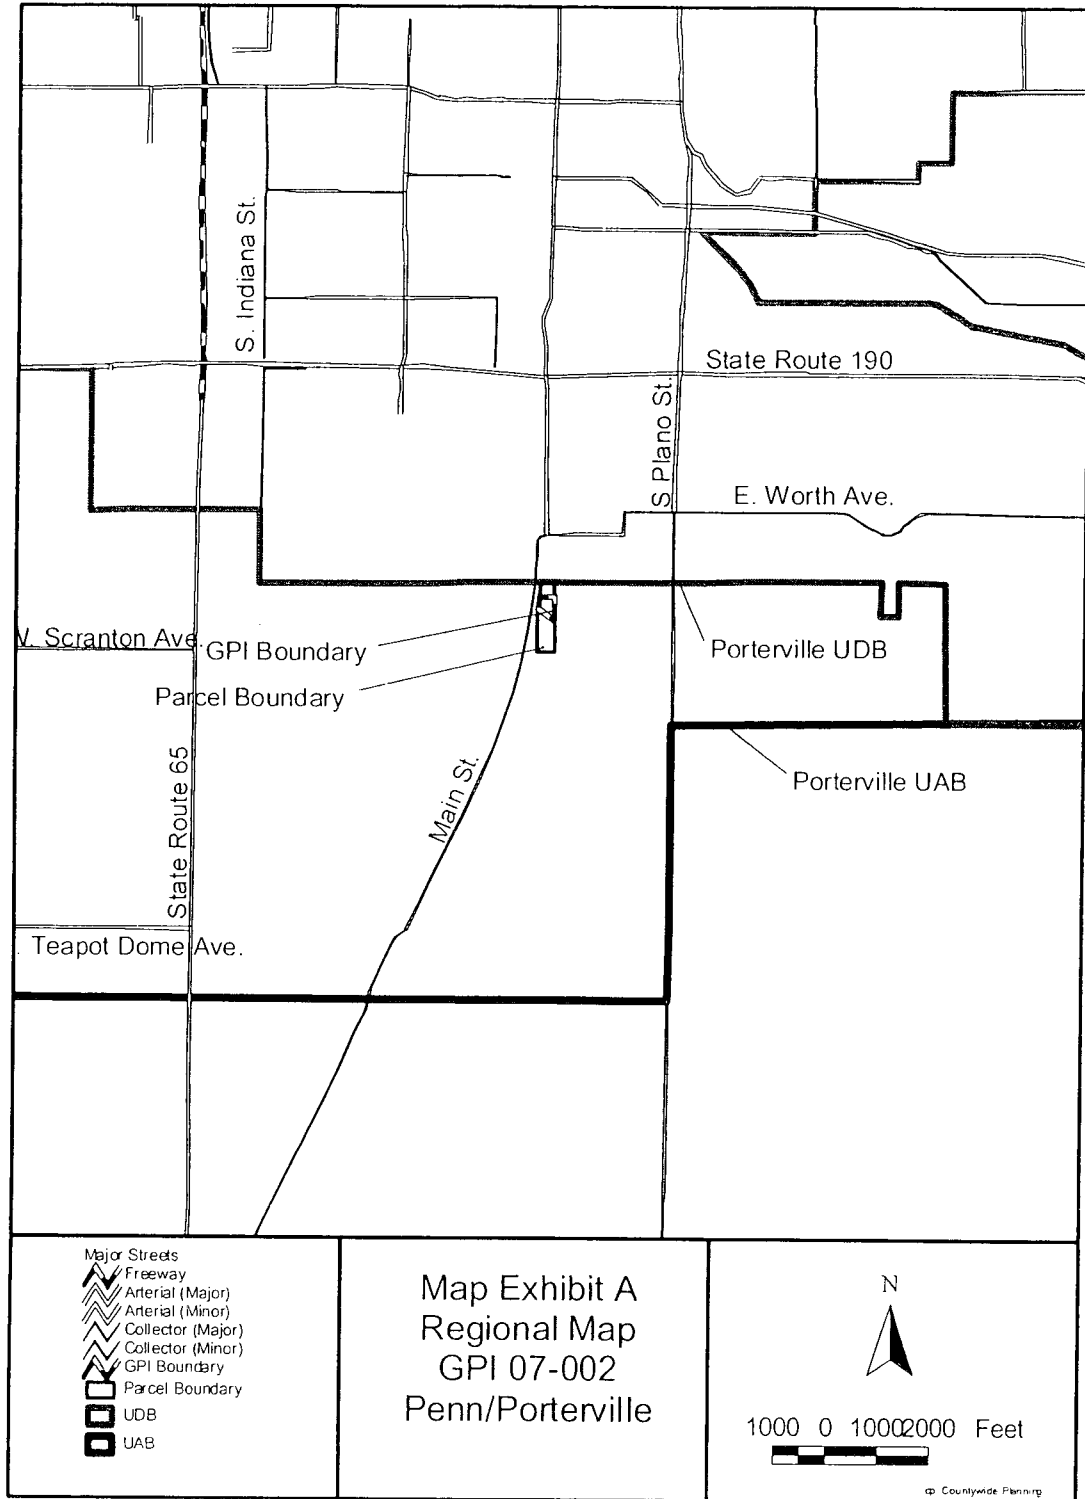 S. Indiana St.
State Route 190
S Plano St.
E. Worth Ave.
W. Scranton Ave.
GPI Boundary
Porterville UDB
Parcel Boundary
State Route 65
Main St.
Porterville UAB
Teapot Dome Ave.
Major Streets
Freeway
Arterial (Major)
Arterial (Minor)
Collector (Major)
Collector (Minor)
GPI Boundary
Parcel Boundary
UDB
UAB
Map Exhibit A
Regional Map
GPI 07-002
Penn/Porterville
N
1000 0 10002000 Feet
Countywide Planning